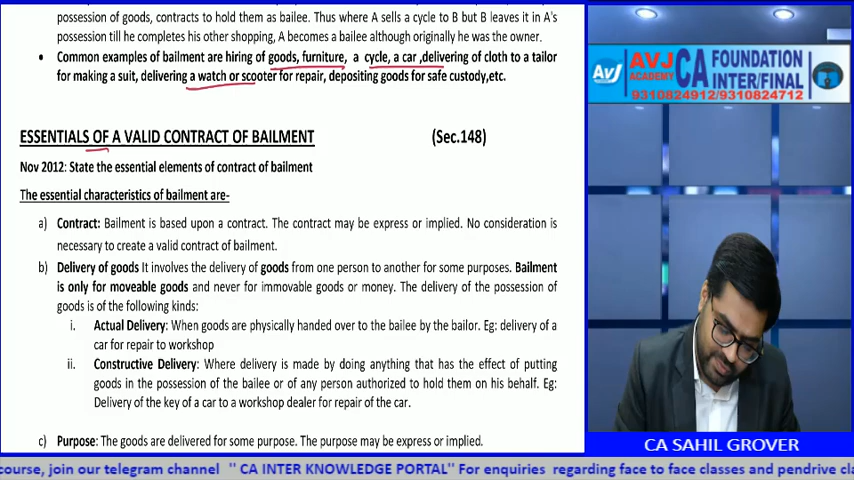 possession of goods, contracts to hold them as bailee. Thus where A sells a cycle to B but B leaves it in A's
possession till he completes his other shopping, A becomes a bailee although originally he was the owner.
• Common examples of bailment are hiring of goods, furniture, a cycle, a car ,delivering of cloth to a tailor
for making a suit, delivering a watch or scooter for repair, depositing goods for safe custody,etc.
ESSENTIALS OF A VALID CONTRACT OF BAILMENT (Sec.148)
Nov 2012: State the essential elements of contract of bailment
The essential characteristics of bailment are-
a) Contract: Bailment is based upon a contract. The contract may be express or implied. No consideration is
necessary to create a valid contract of bailment.
b) Delivery of goods It involves the delivery of goods from one person to another for some purposes. Bailment
is only for moveable goods and never for immovable goods or money. The delivery of the possession of
goods is of the following kinds:
i. Actual Delivery: When goods are physically handed over to the bailee by the bailor. Eg: delivery of a
car for repair to workshop
ii. Constructive Delivery: Where delivery is made by doing anything that has the effect of putting
goods in the possession of the bailee or of any person authorized to hold them on his behalf. Eg:
Delivery of the key of a car to a workshop dealer for repair of the car.
c) Purpose: The goods are delivered for some purpose. The purpose may be express or implied.
AVJ
AVJ
ACADEMY
CA FOUNDATION
INTER/FINAL
9310824912/9310824712
CA SAHIL GROVER
course, join our telegram channel '' CA INTER KNOWLEDGE PORTAL'' For enquiries regarding face to face classes and pendrive cla